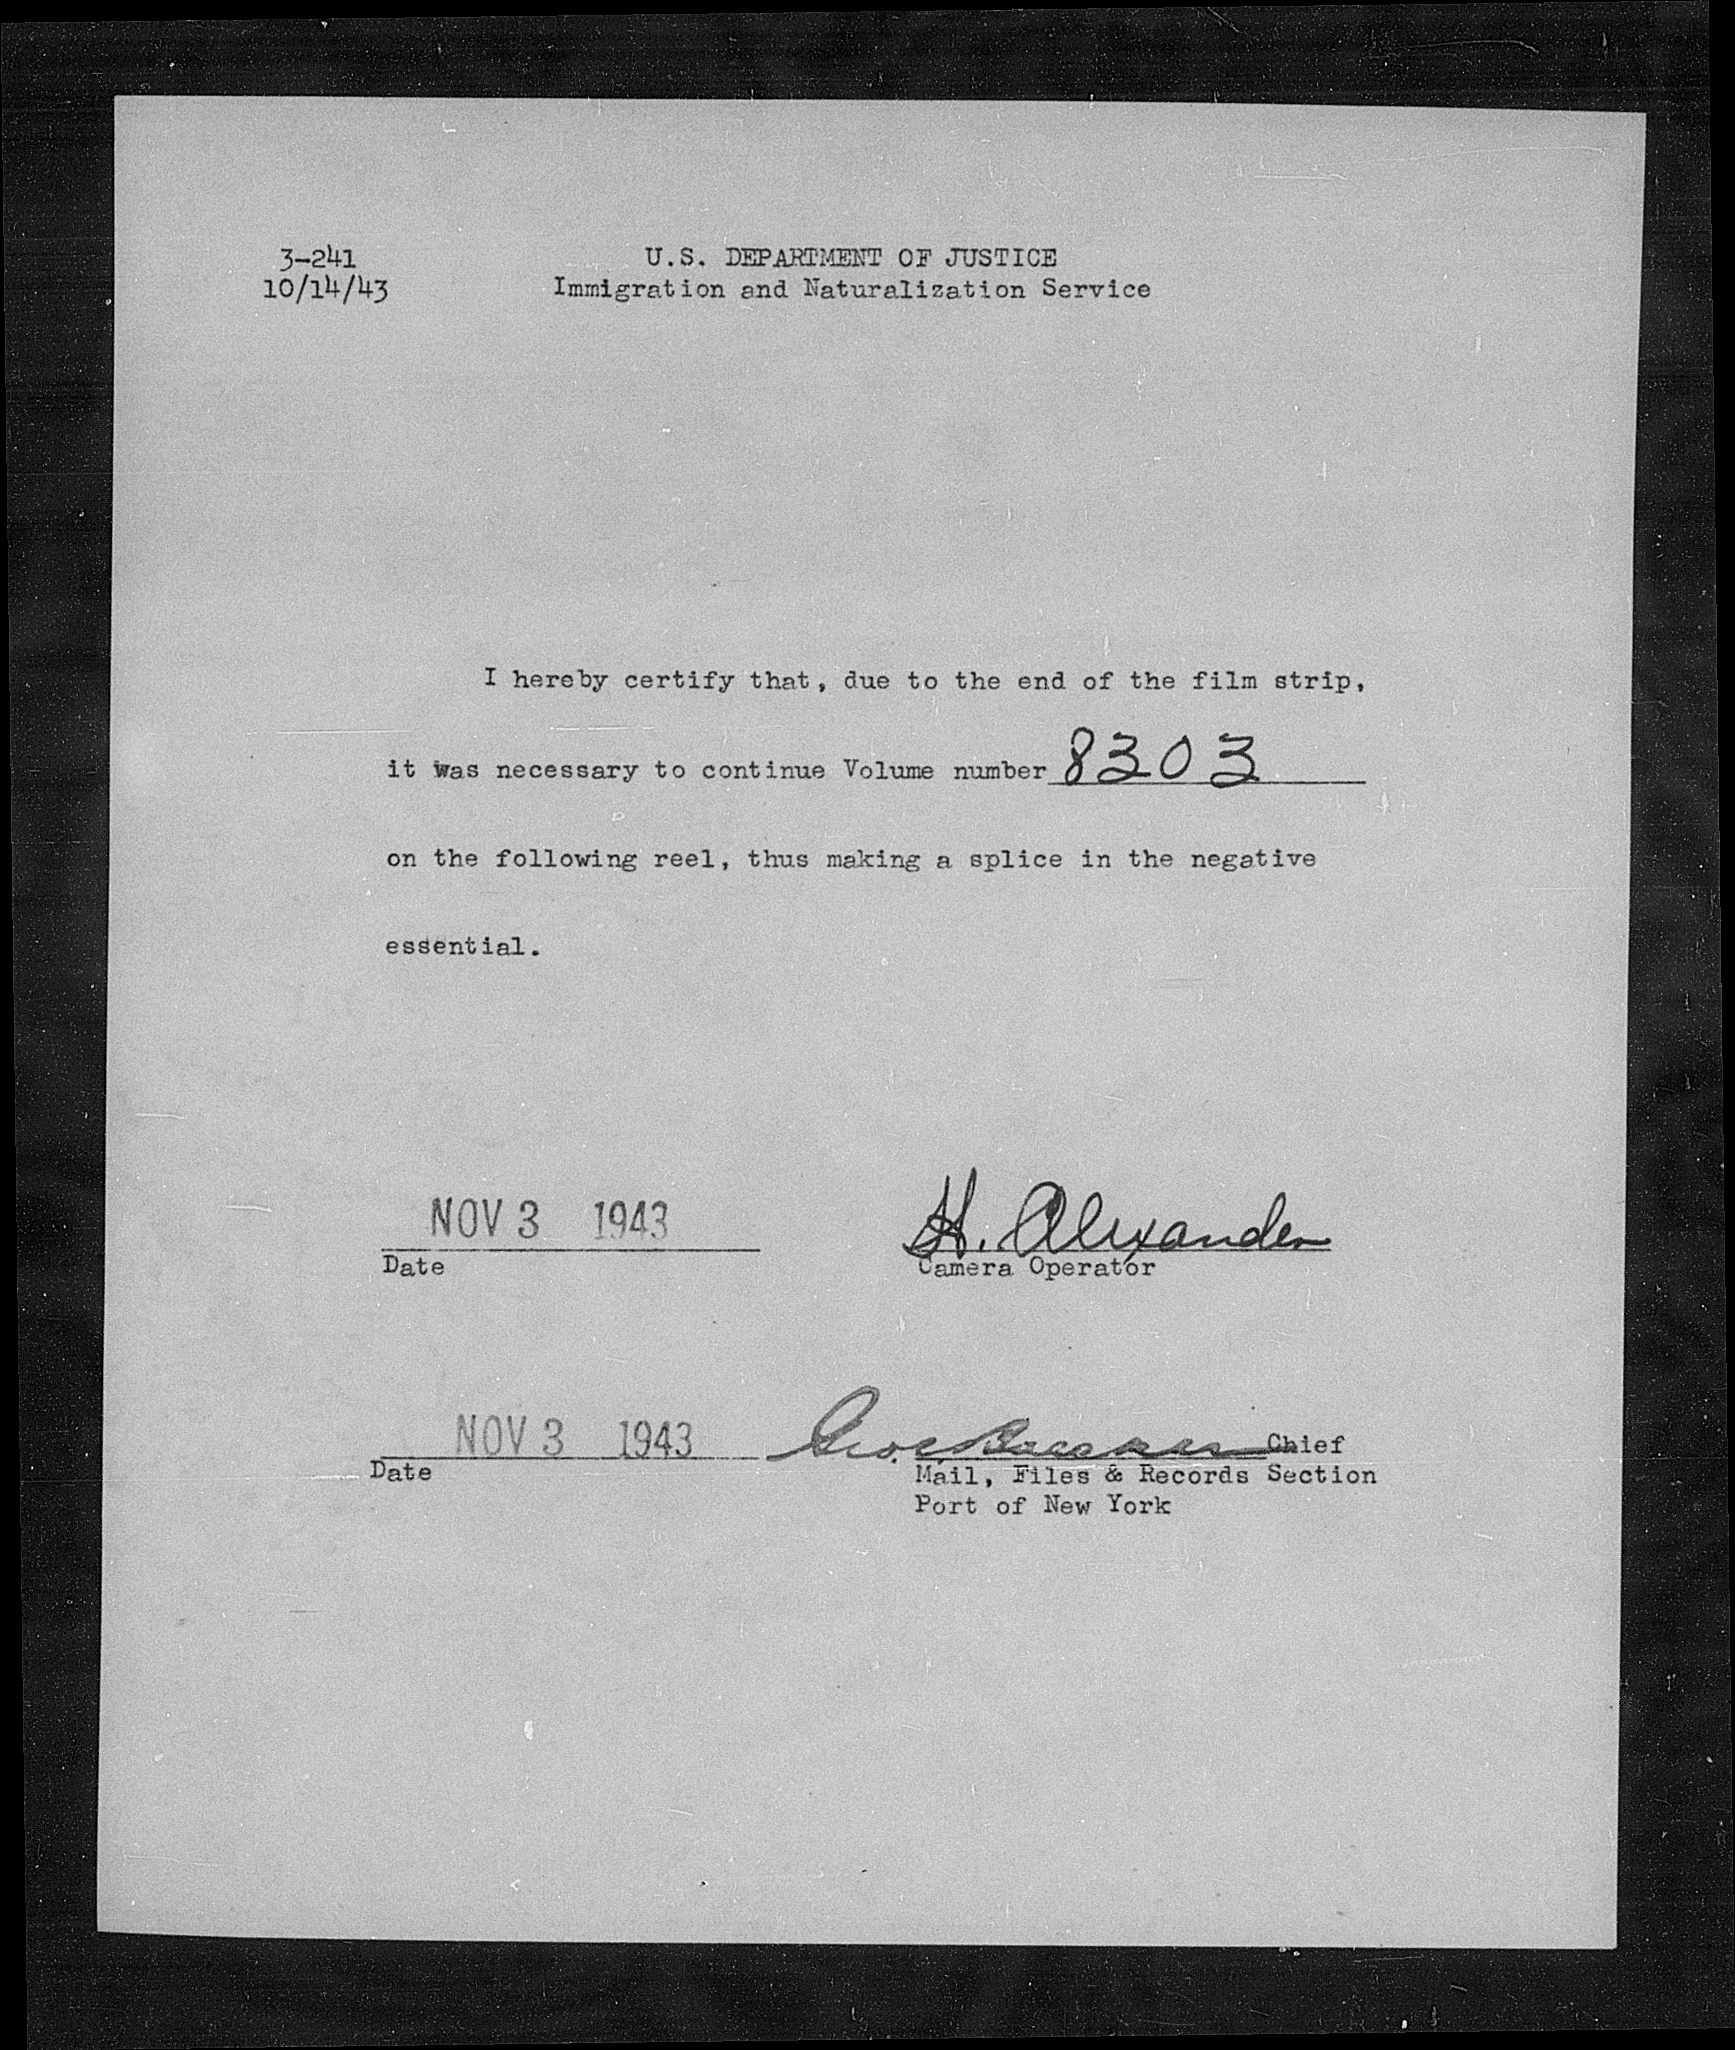 3-241
10/14/43
U.S. DEPARTMENT OF JUSTICE
Immigration and Naturalization Service
I hereby certify that, due to the end of the film strip,
it was necessary to continue Volume number 8303
on the following reel, thus making a splice in the negative
essential.
NOV 3 1943
Date
H. Alexander
Camera Operator
NOV 3 1943
Date
Geo. Chief
Mail, Files & Records Section
Port of New York